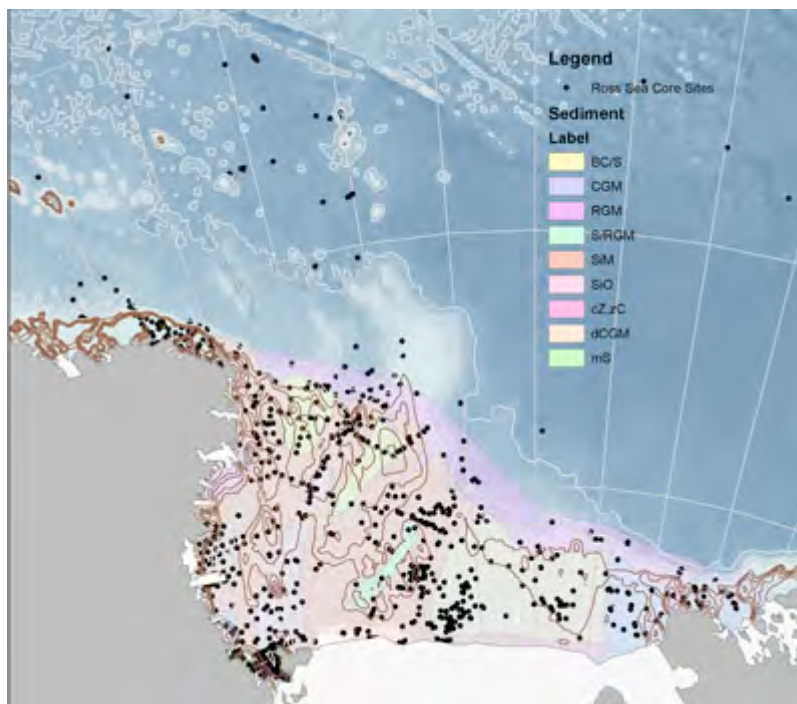 Legend
Ross Sea Core Sites
Sediment
Label
BC/S
CGM
RGM
S/RGM
SiM
SiO
cZ,zC
dCGM
mS